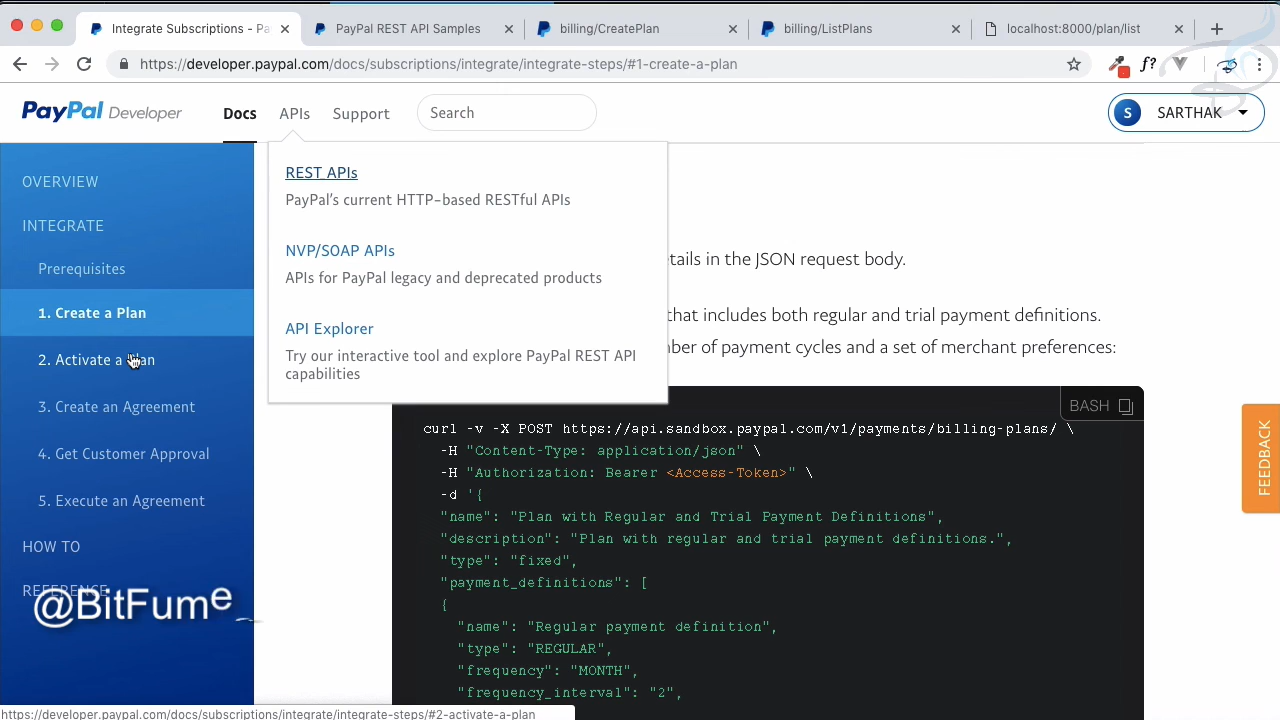 Integrate Subscriptions - Pa
PayPal REST API Samples
billing/CreatePlan
billing/ListPlans
localhost:8000/plan/list
https://developer.paypal.com/docs/subscriptions/integrate/integrate-steps/#1-create-a-plan
f?
PayPal Developer
Docs
APIs
Support
Search
S
SARTHAK
OVERVIEW
INTEGRATE
Prerequisites
1. Create a Plan
2. Activate a Plan
3. Create an Agreement
4. Get Customer Approval
5. Execute an Agreement
HOW TO
REFERENCE
@BitFume
REST APIs
PayPal's current HTTP-based RESTful APIs
NVP/SOAP APIs
APIs for PayPal legacy and deprecated products
API Explorer
Try our interactive tool and explore PayPal REST API
capabilities
tails in the JSON request body.
that includes both regular and trial payment definitions.
ber of payment cycles and a set of merchant preferences:
BASH
curl -v -X POST https://api.sandbox.paypal.com/v1/payments/billing-plans/ \
-H "Content-Type: application/json" \
-H "Authorization: Bearer <Access-Token>" \
-d '{
"name": "Plan with Regular and Trial Payment Definitions",
"description": "Plan with regular and trial payment definitions.",
"type": "fixed",
"payment_definitions": [
{
"name": "Regular payment definition",
"type": "REGULAR",
"frequency": "MONTH",
"frequency_interval": "2",
FEEDBACK
https://developer.paypal.com/docs/subscriptions/integrate/integrate-steps/#2-activate-a-plan